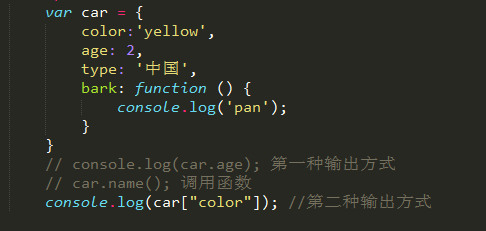 var car = {
color:'yellow',
age: 2,
type: '中国',
bark: function () {
console.log('pan');
}
}
// console.log(car.age); 第一种输出方式
// car.name(); 调用函数
console.log(car["color"]); //第二种输出方式